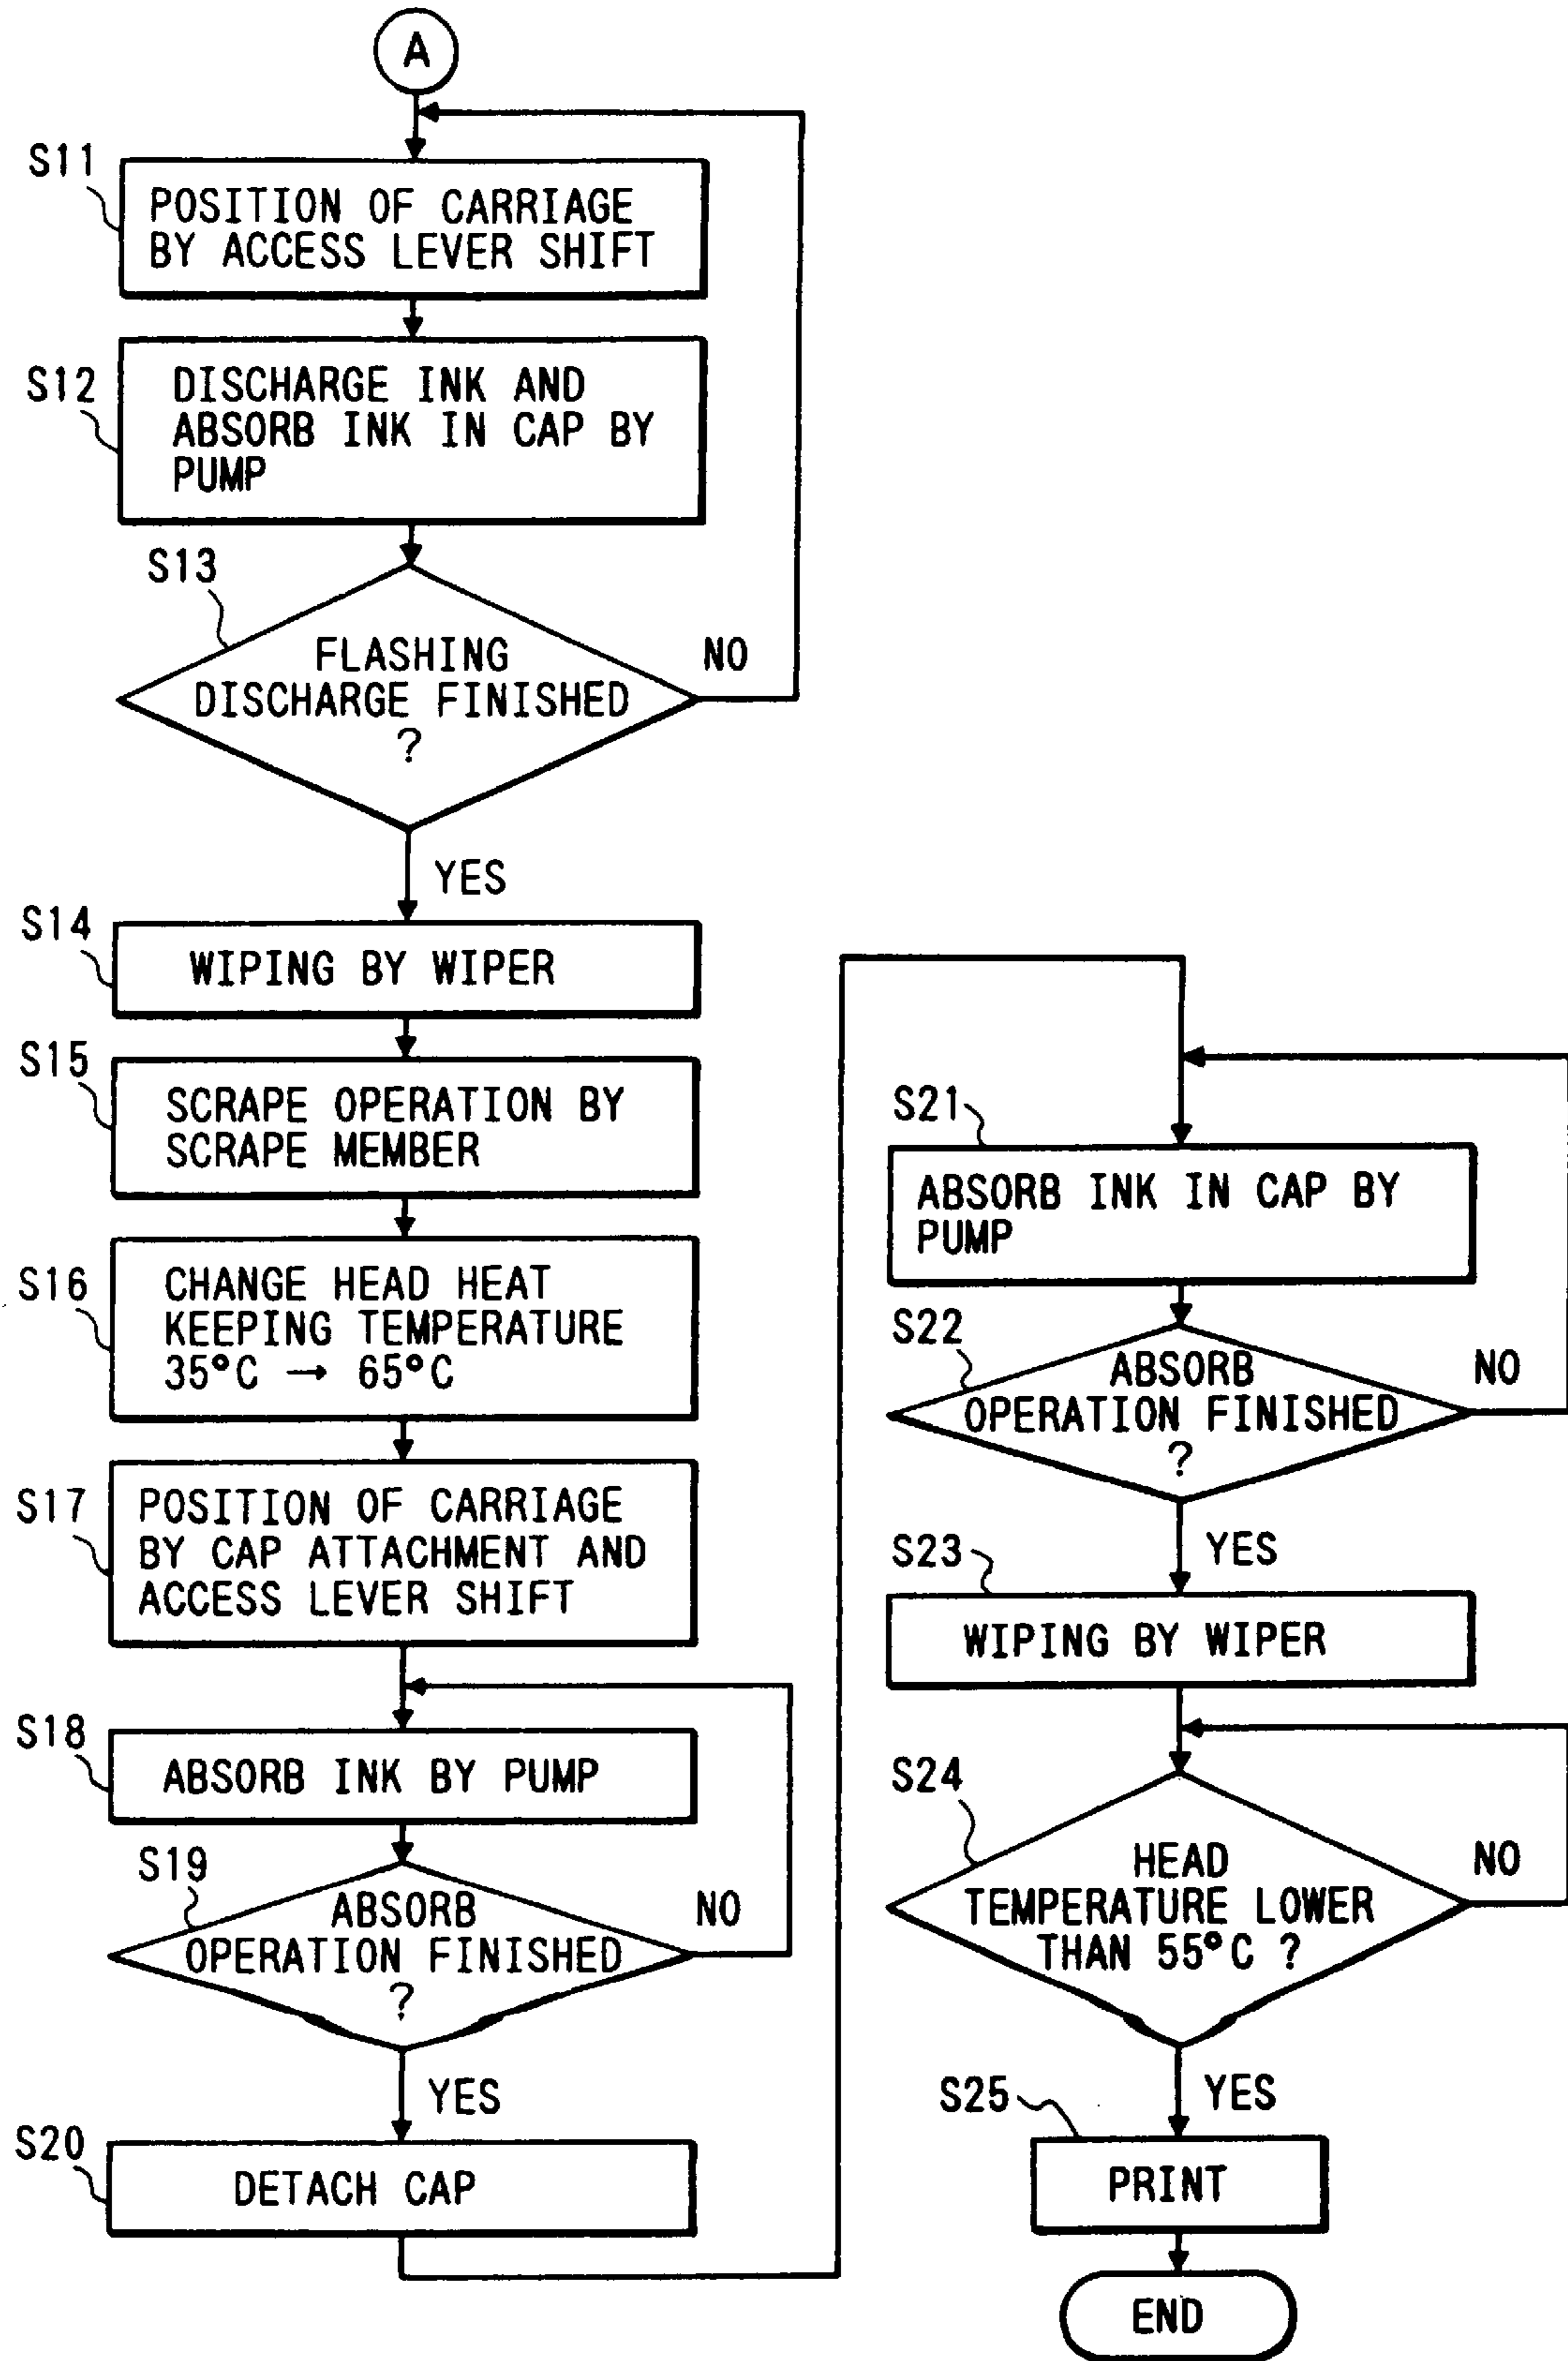 A
S11
POSITION OF CARRIAGE
BY ACCESS LEVER SHIFT
S12
DISCHARGE INK AND
ABSORB INK IN CAP BY
PUMP
S13
FLASHING
DISCHARGE FINISHED
?
NO
YES
S14
WIPING BY WIPER
S15
SCRAPE OPERATION BY
SCRAPE MEMBER
S16
CHANGE HEAD HEAT
KEEPING TEMPERATURE
35°C → 65°C
S17
POSITION OF CARRIAGE
BY CAP ATTACHMENT AND
ACCESS LEVER SHIFT
S18
ABSORB INK BY PUMP
S19
ABSORB
OPERATION FINISHED
?
NO
YES
S20
DETACH CAP
S21
ABSORB INK IN CAP BY
PUMP
S22
ABSORB
OPERATION FINISHED
?
NO
YES
S23
WIPING BY WIPER
S24
HEAD
TEMPERATURE LOWER
THAN 55°C ?
NO
YES
S25
PRINT
END